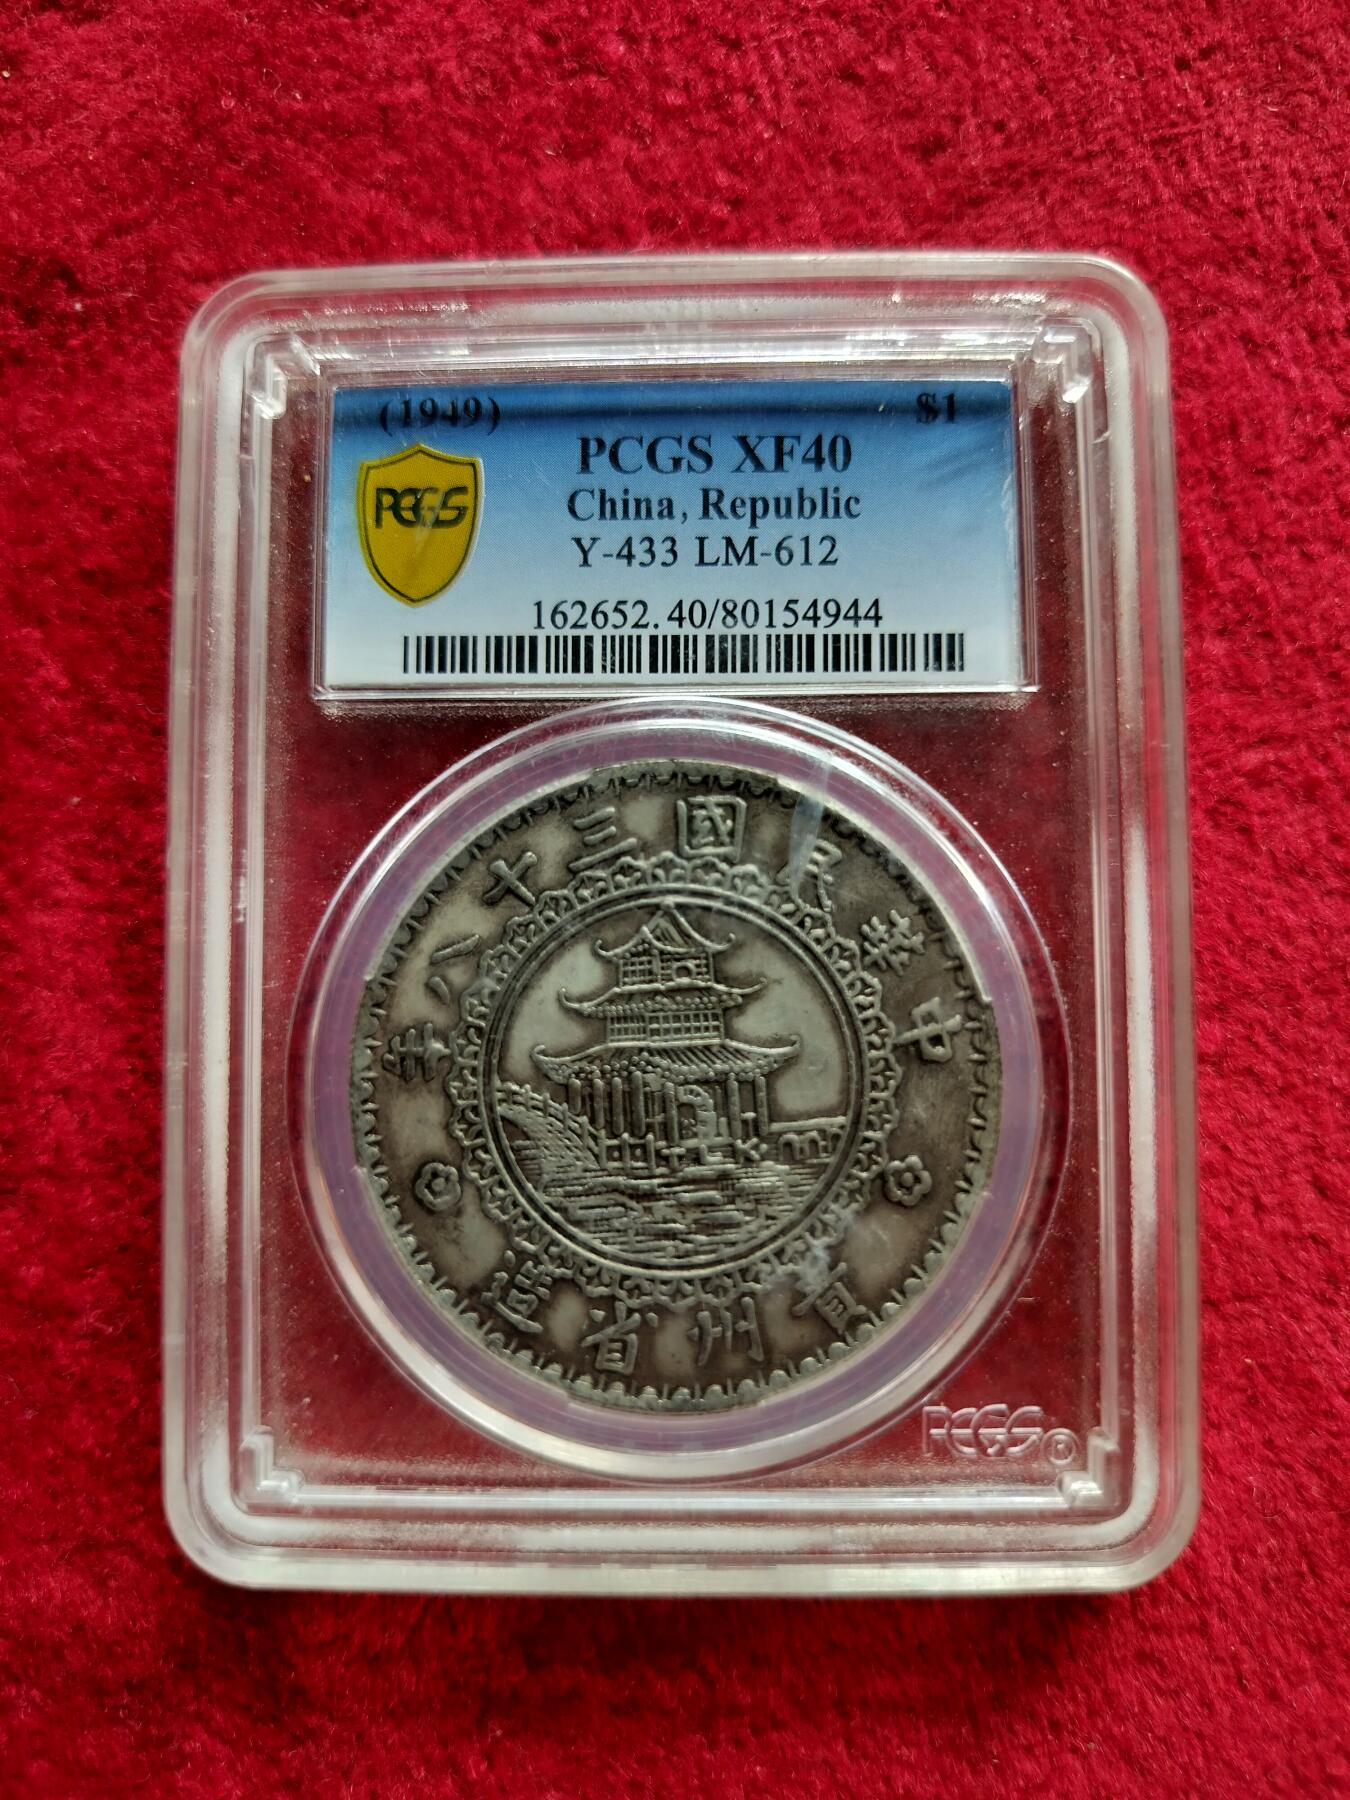 (1949) $1
PCGS
PCGS XF40
China, Republic
Y-433 LM-612
162652.40/80154944
年八十三國民華中
造省州貴
PCGS®